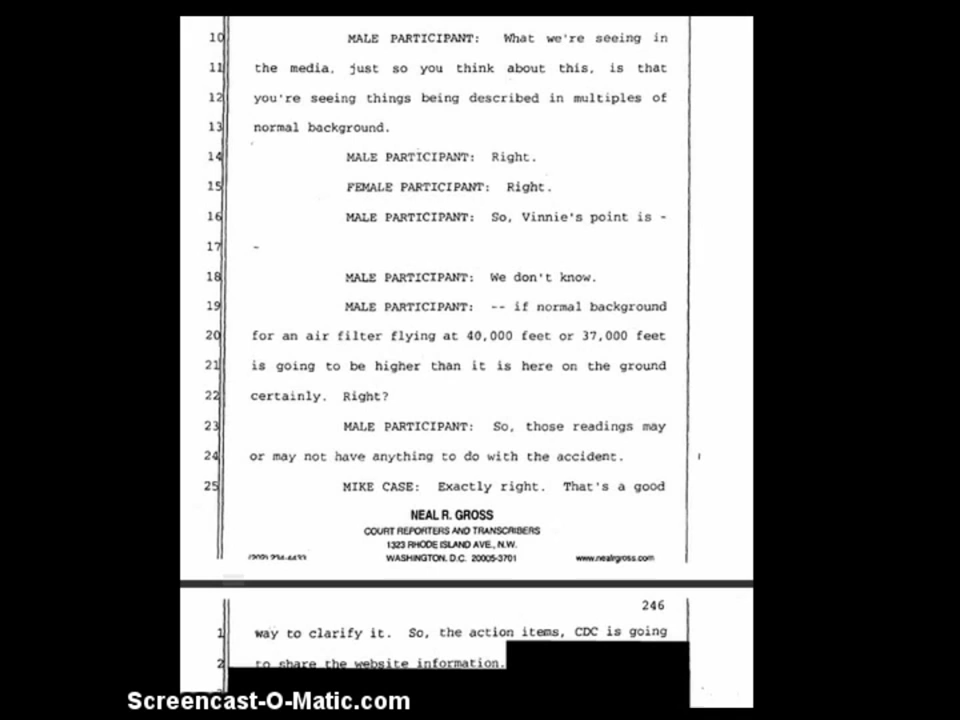 10 MALE PARTICIPANT: What we're seeing in
11 the media, just so you think about this, is that
12 you're seeing things being described in multiples of
13 normal background.
14 MALE PARTICIPANT: Right.
15 FEMALE PARTICIPANT: Right.
16 MALE PARTICIPANT: So, Vinnie's point is -
17 -
18 MALE PARTICIPANT: We don't know.
19 MALE PARTICIPANT: -- if normal background
20 for an air filter flying at 40,000 feet or 37,000 feet
21 is going to be higher than it is here on the ground
22 certainly. Right?
23 MALE PARTICIPANT: So, those readings may
24 or may not have anything to do with the accident.
25 MIKE CASE: Exactly right. That's a good
NEAL R. GROSS
COURT REPORTERS AND TRANSCRIBERS
1323 RHODE ISLAND AVE., N.W.
(202) 234-4433 WASHINGTON, D.C. 20005-3701 www.nealrgross.com
246
1 way to clarify it. So, the action items, CDC is going
2 to share the website information.
Screencast-O-Matic.com